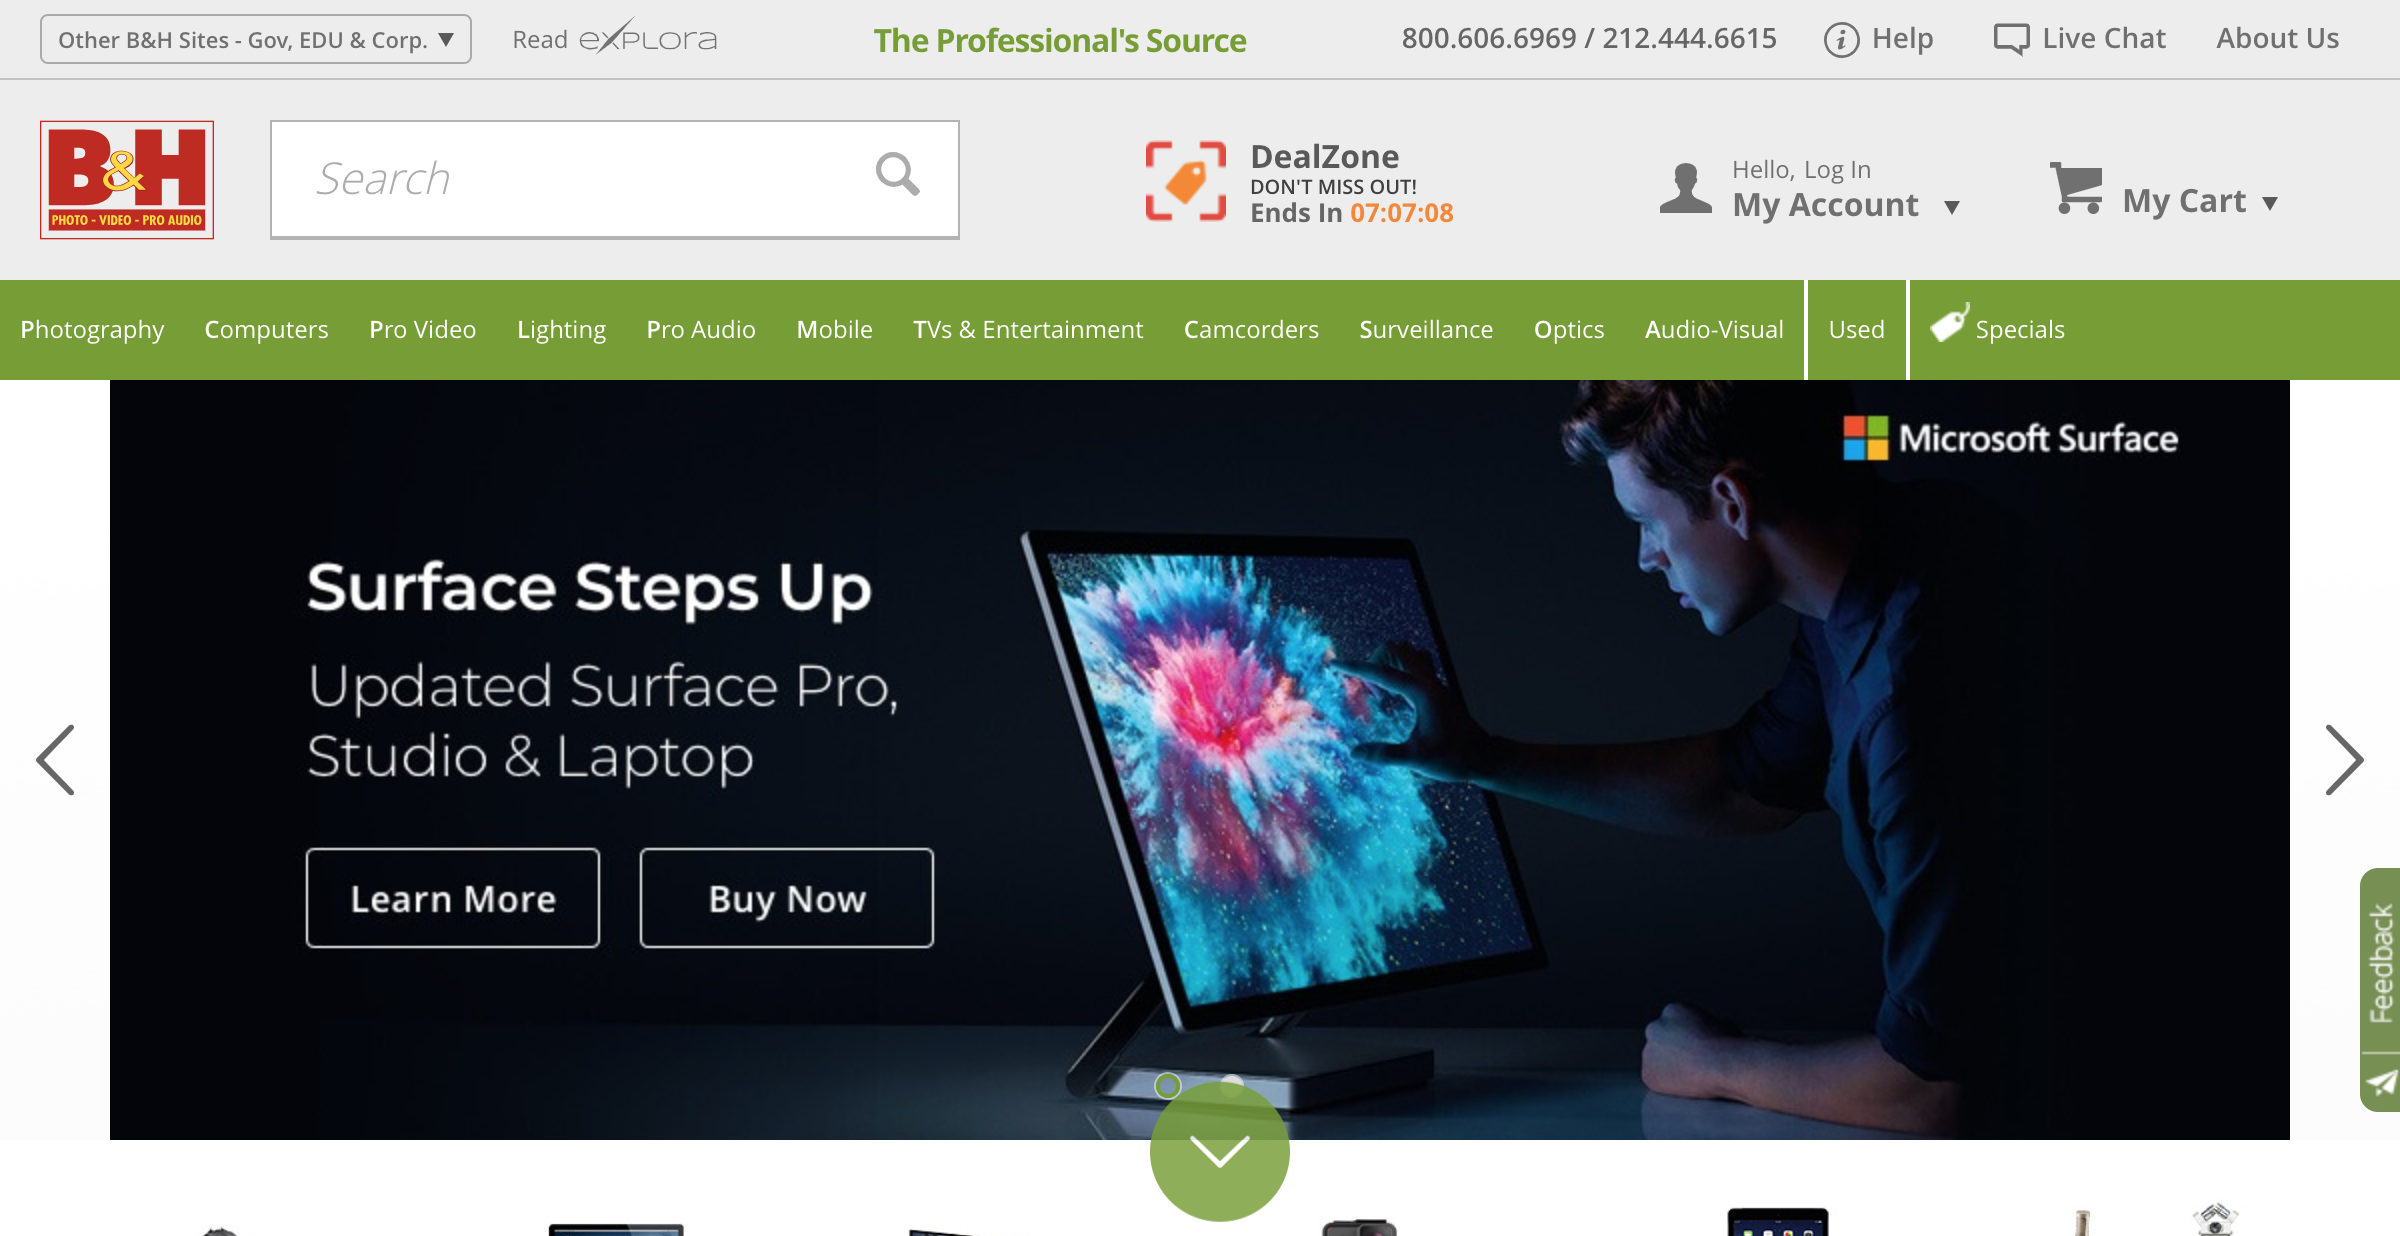 Other B&H Sites - Gov, EDU & Corp. ▼
Read eXPLORA
The Professional's Source
800.606.6969 / 212.444.6615
Help
Live Chat
About Us
B&H
PHOTO - VIDEO - PRO AUDIO
Search
DealZone
DON'T MISS OUT!
Ends In 07:07:08
Hello, Log In
My Account ▼
My Cart ▼
Photography
Computers
Pro Video
Lighting
Pro Audio
Mobile
TVs & Entertainment
Camcorders
Surveillance
Optics
Audio-Visual
Used
Specials
Microsoft Surface
Surface Steps Up
Updated Surface Pro,
Studio & Laptop
Learn More
Buy Now
Feedback